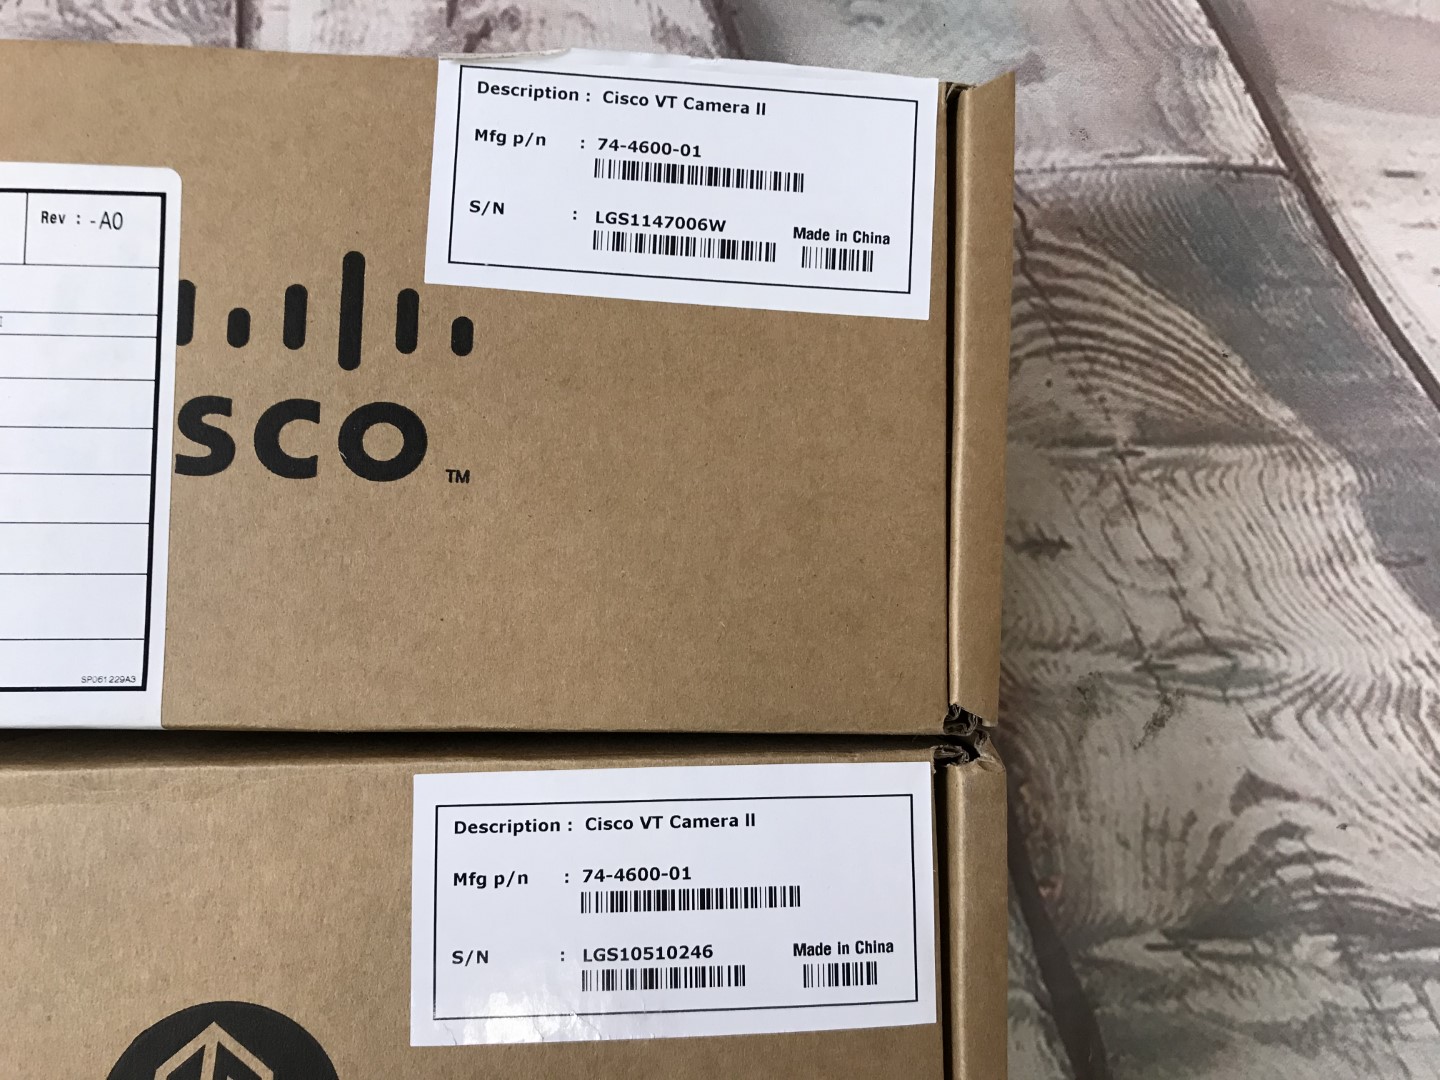 Description : Cisco VT Camera II
Mfg p/n : 74-4600-01
S/N : LGS1147006W
Made in China
Rev : -A0
SP061229A3
SCO
TM
Description : Cisco VT Camera II
Mfg p/n : 74-4600-01
S/N : LGS10510246
Made in China